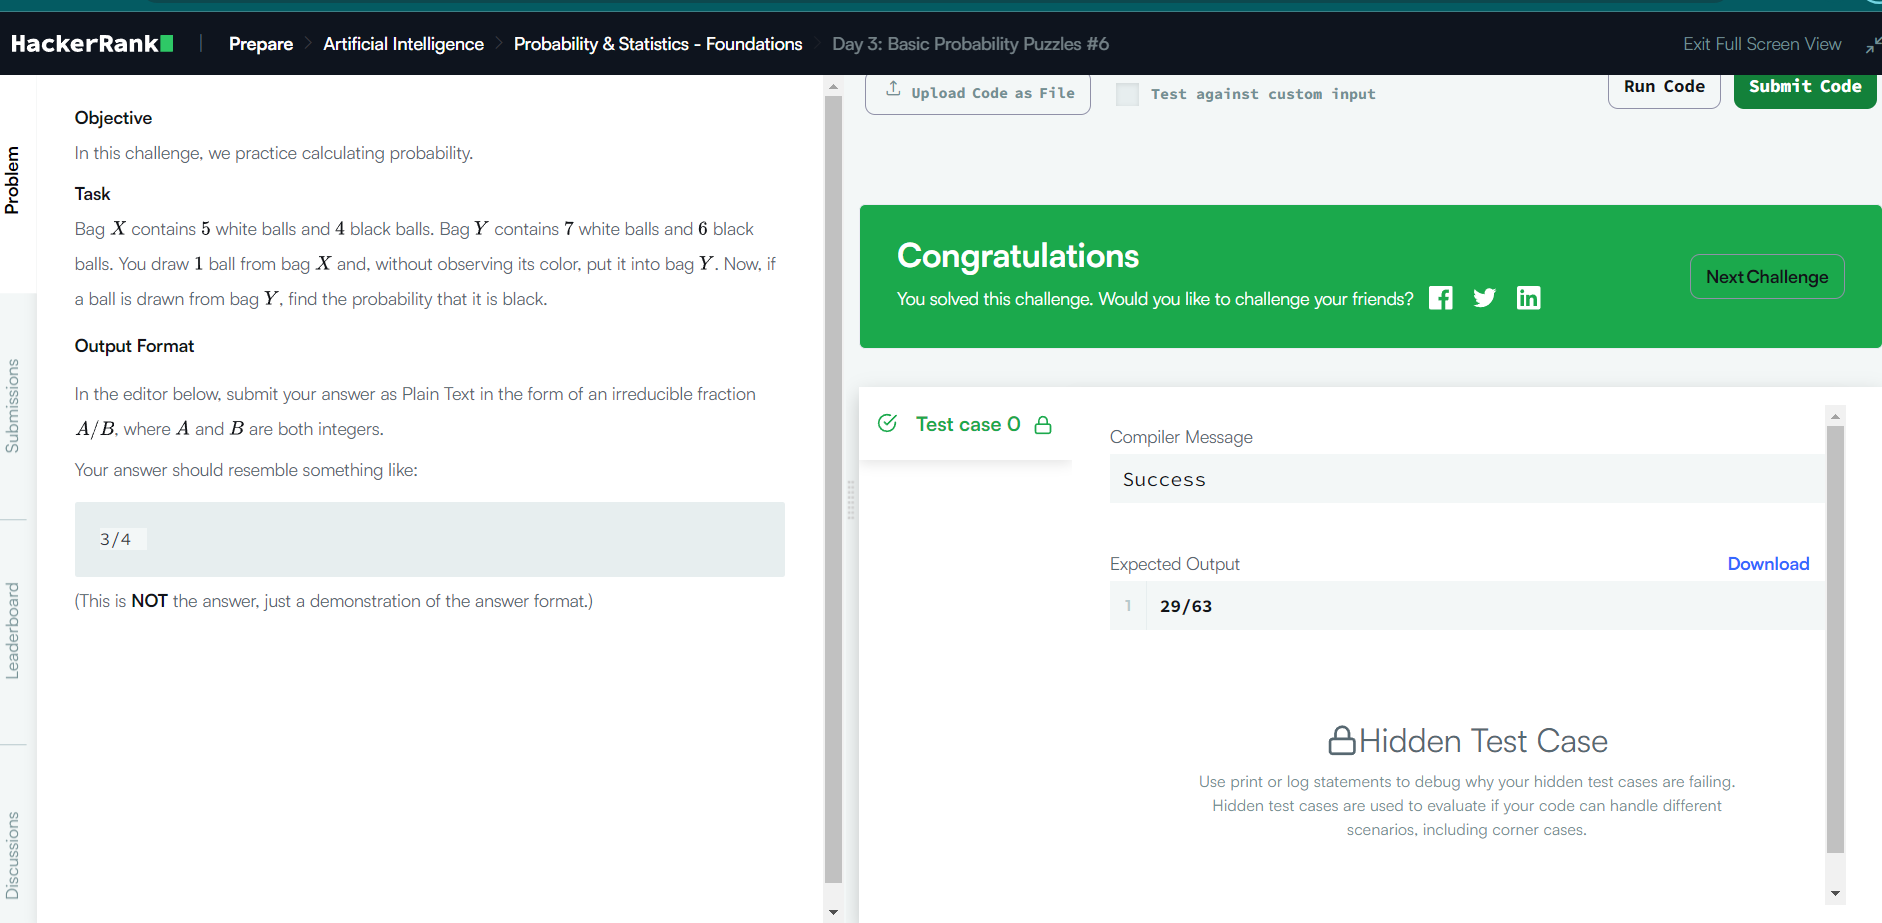 HackerRank | Prepare > Artificial Intelligence > Probability & Statistics - Foundations > Day 3: Basic Probability Puzzles #6 Exit Full Screen View
Problem
Submissions
Leaderboard
Discussions
Objective
In this challenge, we practice calculating probability.
Task
Bag X contains 5 white balls and 4 black balls. Bag Y contains 7 white balls and 6 black
balls. You draw 1 ball from bag X and, without observing its color, put it into bag Y. Now, if
a ball is drawn from bag Y, find the probability that it is black.
Output Format
In the editor below, submit your answer as Plain Text in the form of an irreducible fraction
A/B, where A and B are both integers.
Your answer should resemble something like:
3/4
(This is NOT the answer, just a demonstration of the answer format.)
Upload Code as File Test against custom input Run Code Submit Code
Congratulations
You solved this challenge. Would you like to challenge your friends?
Next Challenge
Test case 0
Compiler Message
Success
Expected Output Download
1 29/63
Hidden Test Case
Use print or log statements to debug why your hidden test cases are failing.
Hidden test cases are used to evaluate if your code can handle different
scenarios, including corner cases.